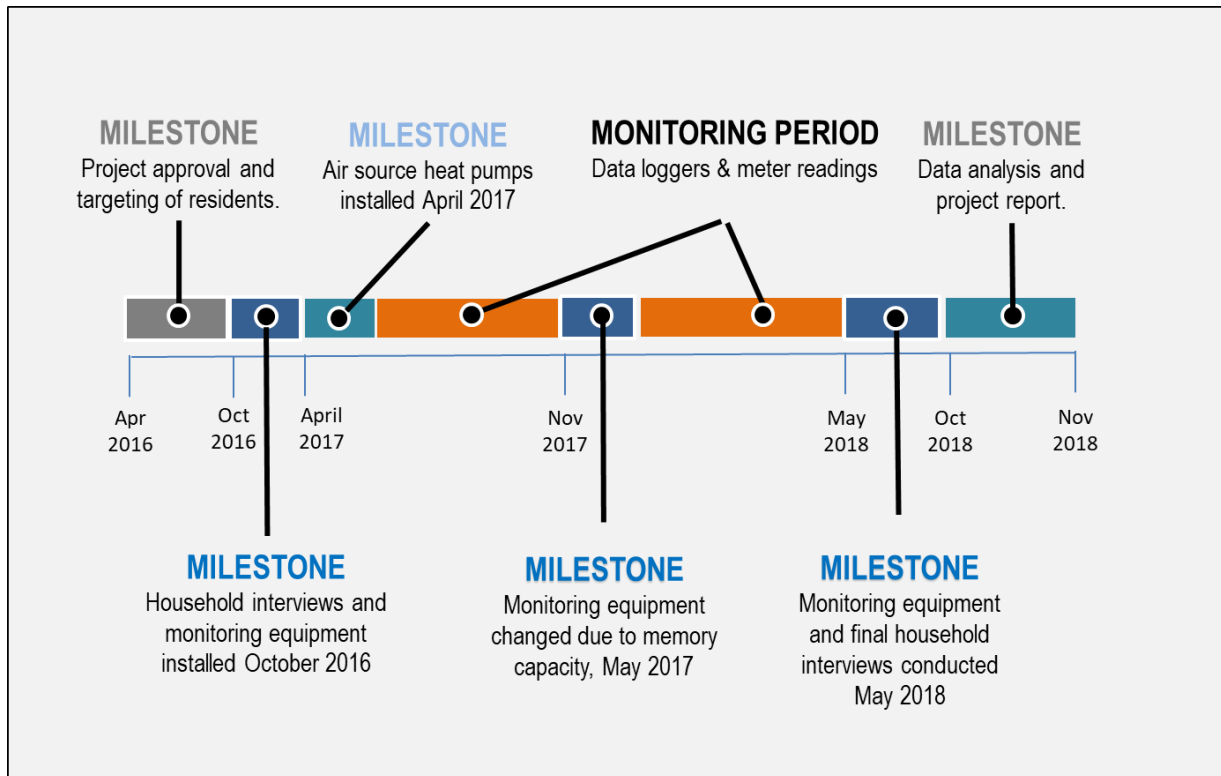 MILESTONE
Project approval and
targeting of residents.
MILESTONE
Air source heat pumps
installed April 2017
MONITORING PERIOD
Data loggers & meter readings
MILESTONE
Data analysis and
project report.
Apr
2016
Oct
2016
April
2017
Nov
2017
May
2018
Oct
2018
Nov
2018
MILESTONE
Household interviews and
monitoring equipment
installed October 2016
MILESTONE
Monitoring equipment
changed due to memory
capacity, May 2017
MILESTONE
Monitoring equipment
and final household
interviews conducted
May 2018